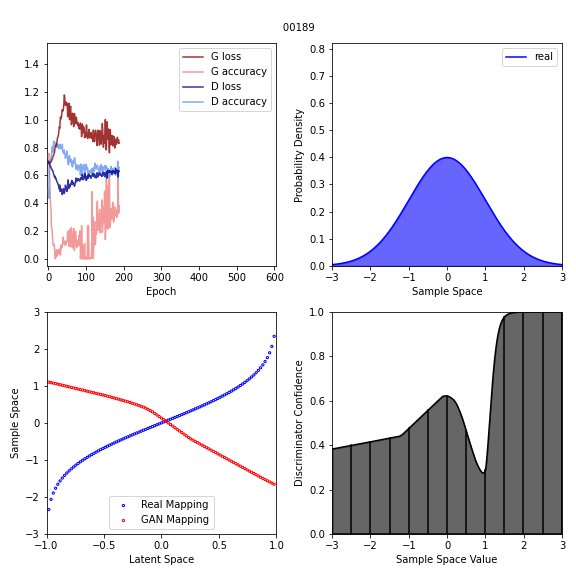 00189
G loss
G accuracy
D loss
D accuracy
0.0
0.2
0.4
0.6
0.8
1.0
1.2
1.4
0 100 200 300 400 500 600
Epoch
real
Probability Density
0.0
0.1
0.2
0.3
0.4
0.5
0.6
0.7
0.8
−3 −2 −1 0 1 2 3
Sample Space
Sample Space
3
2
1
0
−1
−2
−3
Real Mapping
GAN Mapping
−1.0 −0.5 0.0 0.5 1.0
Latent Space
Discriminator Confidence
1.0
0.8
0.6
0.4
0.2
0.0
−3 −2 −1 0 1 2 3
Sample Space Value